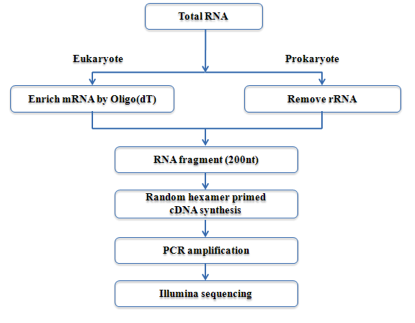 Total RNA
Eukaryote
Prokaryote
Enrich mRNA by Oligo(dT)
Remove rRNA
RNA fragment (200nt)
Random hexamer primed
cDNA synthesis
PCR amplification
Illumina sequencing